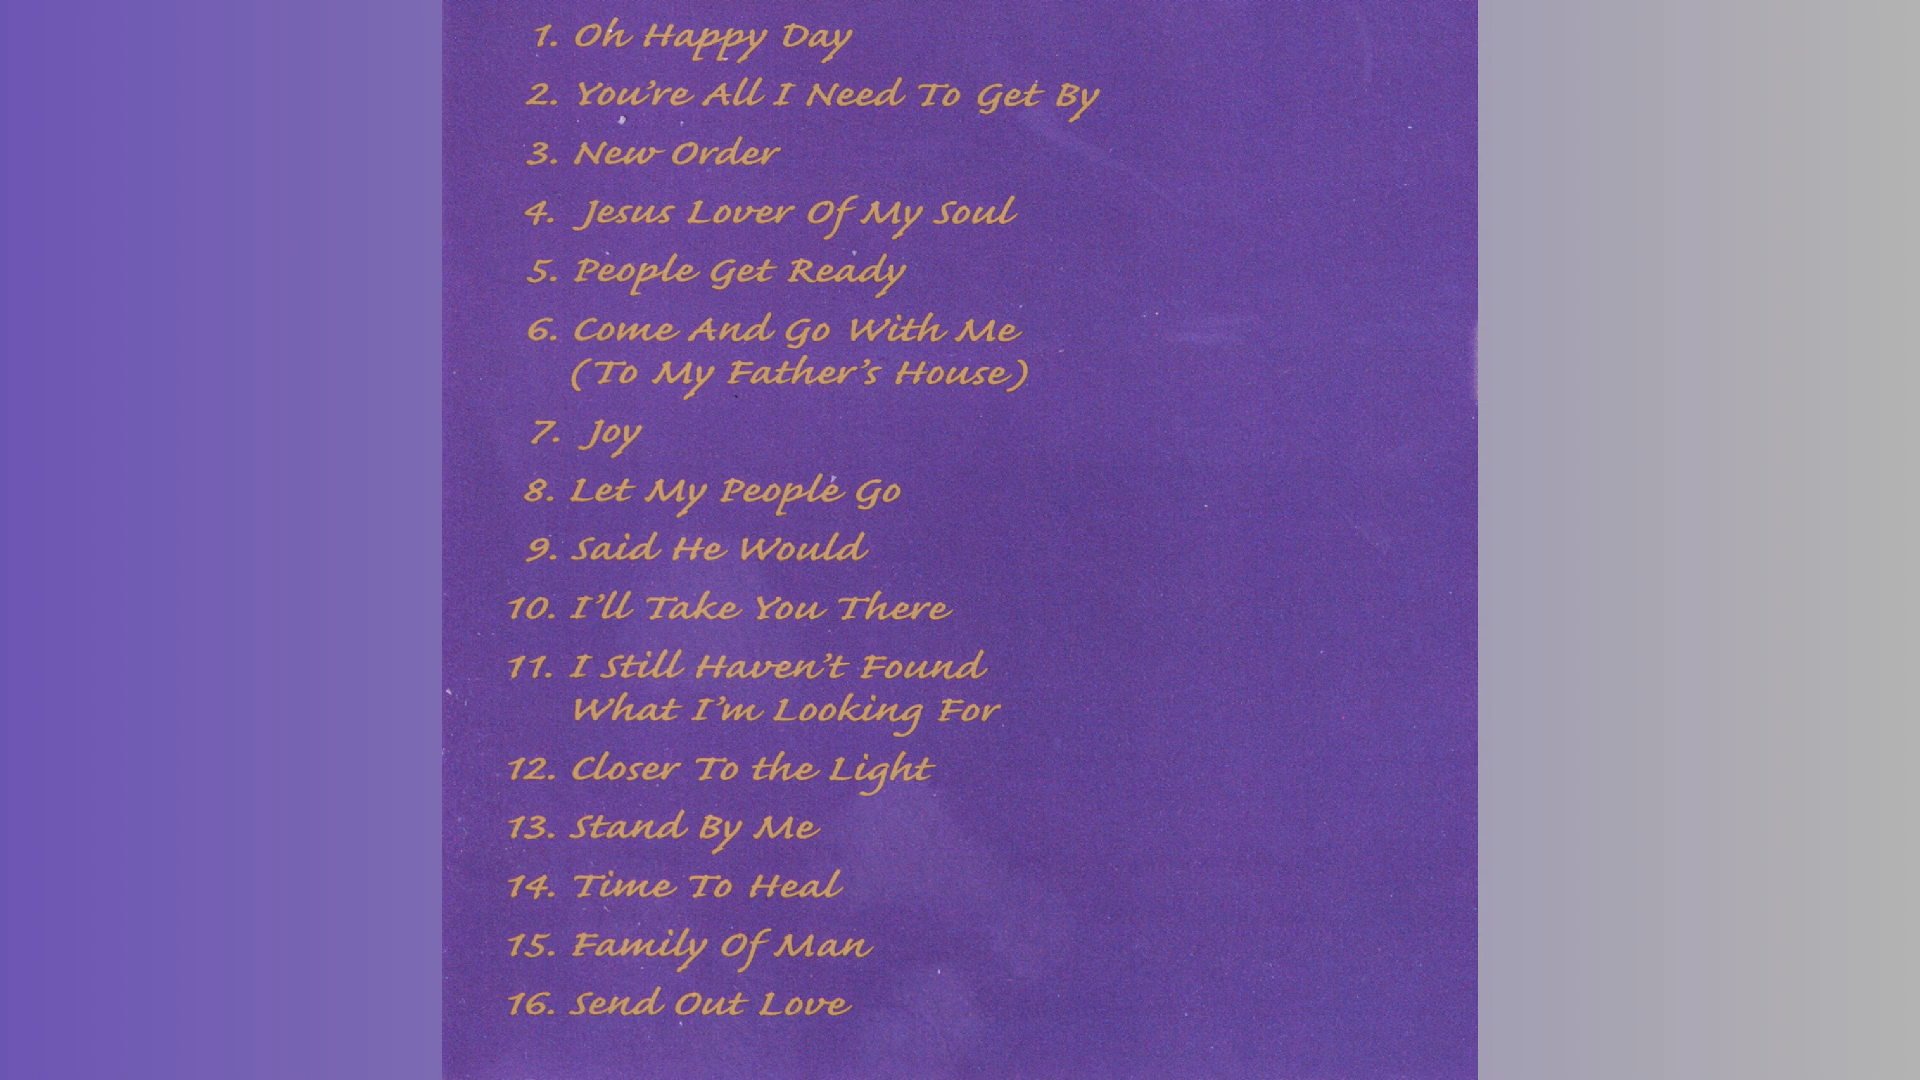 1. Oh Happy Day
2. You're All I Need To Get By
3. New Order
4. Jesus Lover Of My Soul
5. People Get Ready
6. Come And Go With Me
(To My Father's House)
7. Joy
8. Let My People Go
9. Said He Would
10. I'll Take You There
11. I Still Haven't Found
What I'm Looking For
12. Closer To the Light
13. Stand By Me
14. Time To Heal
15. Family Of Man
16. Send Out Love